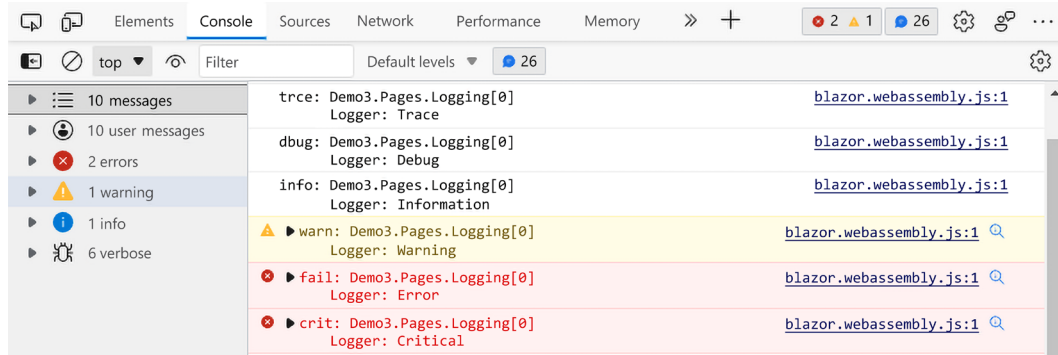 Elements Console Sources Network Performance Memory 2 1 26
top Filter Default levels 26
10 messages
10 user messages
2 errors
1 warning
1 info
6 verbose
trce: Demo3.Pages.Logging[0] blazor.webassembly.js:1
Logger: Trace
dbug: Demo3.Pages.Logging[0] blazor.webassembly.js:1
Logger: Debug
info: Demo3.Pages.Logging[0] blazor.webassembly.js:1
Logger: Information
warn: Demo3.Pages.Logging[0] blazor.webassembly.js:1
Logger: Warning
fail: Demo3.Pages.Logging[0] blazor.webassembly.js:1
Logger: Error
crit: Demo3.Pages.Logging[0] blazor.webassembly.js:1
Logger: Critical